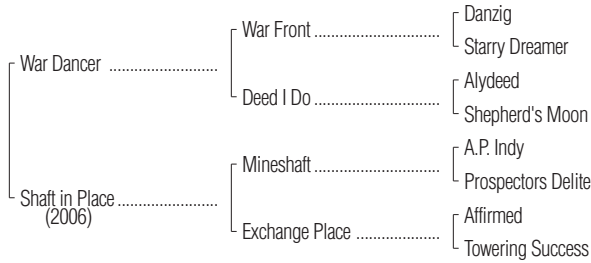 Danzig
War Front ..............................
Starry Dreamer
War Dancer ..........................
Alydeed
Deed I Do ..............................
Shepherd's Moon
A.P. Indy
Mineshaft ..............................
Prospectors Delite
Shaft in Place ........................
(2006)
Affirmed
Exchange Place ....................
Towering Success